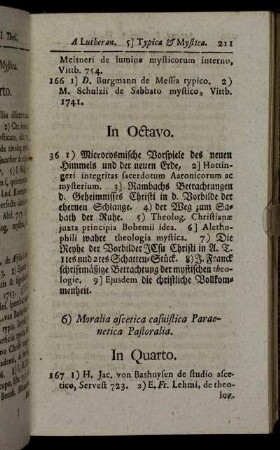 A Lutheran. 5] Typica & Mystica. 211
Meisneri de lumine mysticorum interno,
Vittb. 754.
166 1) D. Burgmann de Messia typico. 2)
M. Schulzii de Sabbato mystico, Vittb.
1741.
In Octavo.
36 1) Microcosmische Vorspiele des neuen
Himmels und der neuen Erde, 2] Hottin-
geri integritas sacerdotum Aaronicorum ac
mysterium. 3] Rambachs Betrachtungen
d. Geheimnisses Christi in d. Vorbilde der
ehernen Schlange. 4] der Weg zum Sa-
bath der Ruhe. 5) Theolog. Christianæ
juxta principia Bohemii idea. 6] Aletho-
phili wahre theologia mystica. 7) Die
Reyhe der Vorbilder JEsu Christi in A. T.
1tes und 2tes Schatten-Stück. 8] J. Franck
schriftmäßige Betrachtung der mystischen theo-
logie. 9] Ejusdem die christliche Vollkom-
menheit.
6) Moralia ascetica casuistica Parae-
netica Pastoralia.
In Quarto.
167 1) H. Jac. von Bashuysen de studio asce-
tico, Servest 723. 2) E. Fr. Lehmi, de theo-
log.